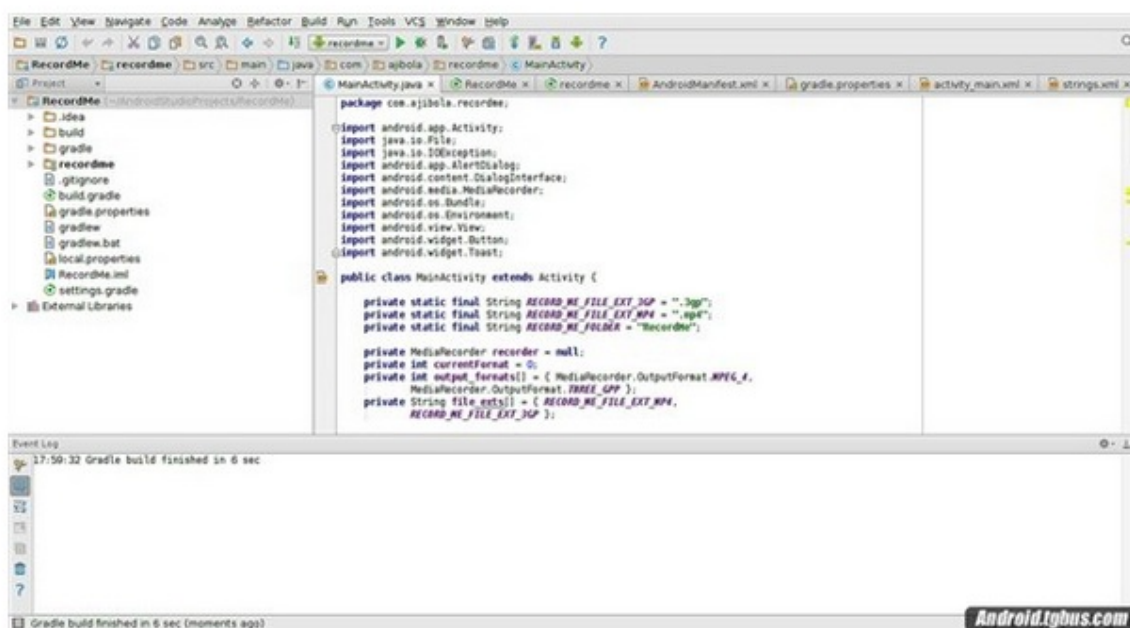 File Edit View Navigate Code Analyze Refactor Build Run Tools VCS Window Help
recordme
RecordMe recordme src main java com ajibola recordme MainActivity
Project
MainActivity.java RecordMe recordme AndroidManifest.xml gradle.properties activity_main.xml strings.xml
RecordMe (~/AndroidStudioProjects/RecordMe)
.idea
build
gradle
recordme
.gitignore
build.gradle
gradle.properties
gradlew
gradlew.bat
local.properties
RecordMe.iml
settings.gradle
External Libraries
package com.ajibola.recordme;
import android.app.Activity;
import java.io.File;
import java.io.IOException;
import android.app.AlertDialog;
import android.content.DialogInterface;
import android.media.MediaRecorder;
import android.os.Bundle;
import android.os.Environment;
import android.view.View;
import android.widget.Button;
import android.widget.Toast;
public class MainActivity extends Activity {
private static final String RECORD_ME_FILE_EXT_3GP = ".3gp";
private static final String RECORD_ME_FILE_EXT_MP4 = ".mp4";
private static final String RECORD_ME_FOLDER = "RecordMe";
private MediaRecorder recorder = null;
private int currentFormat = 0;
private int output_formats[] = { MediaRecorder.OutputFormat.MPEG_4,
MediaRecorder.OutputFormat.THREE_GPP };
private String file_exts[] = { RECORD_ME_FILE_EXT_MP4,
RECORD_ME_FILE_EXT_3GP };
Event Log
17:59:32 Gradle build finished in 6 sec
Gradle build finished in 6 sec (moments ago)
Android.tgbus.com